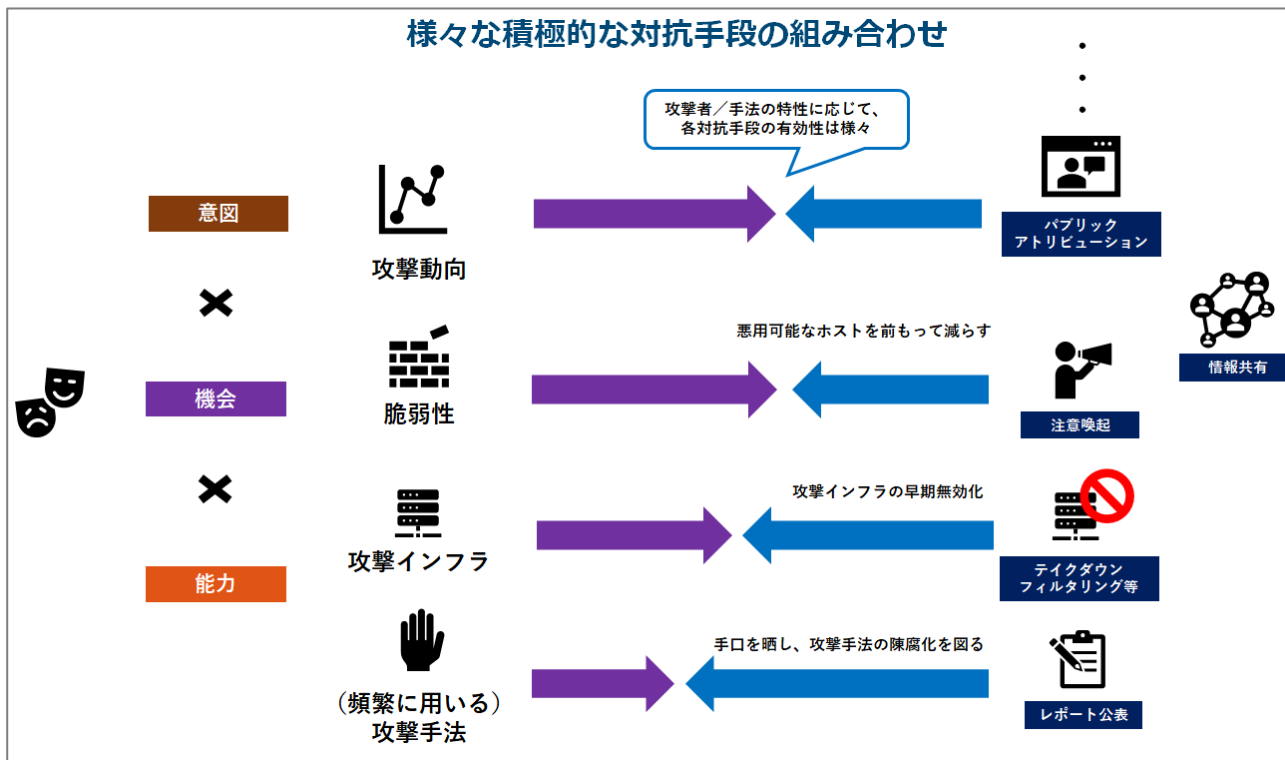 様々な積極的な対抗手段の組み合わせ
攻撃者／手法の特性に応じて、
各対抗手段の有効性は様々
意図
攻撃動向
パブリック
アトリビューション
機会
脆弱性
悪用可能なホストを前もって減らす
注意喚起
情報共有
能力
攻撃インフラ
攻撃インフラの早期無効化
テイクダウン
フィルタリング等
（頻繁に用いる）
攻撃手法
手口を晒し、攻撃手法の陳腐化を図る
レポート公表